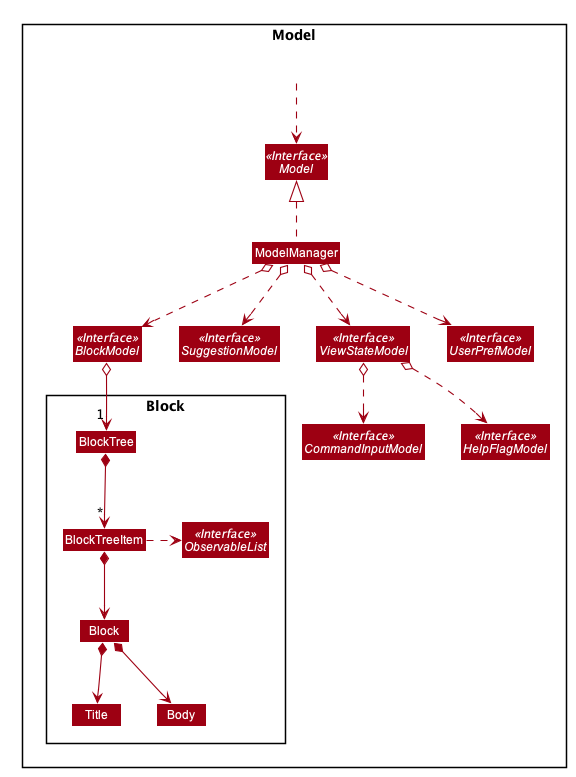 Model
«Interface»
Model
ModelManager
«Interface»
BlockModel
«Interface»
SuggestionModel
«Interface»
ViewStateModel
«Interface»
UserPrefModel
Block
1
BlockTree
«Interface»
CommandInputModel
«Interface»
HelpFlagModel
*
BlockTreeItem
«Interface»
ObservableList
Block
Title
Body